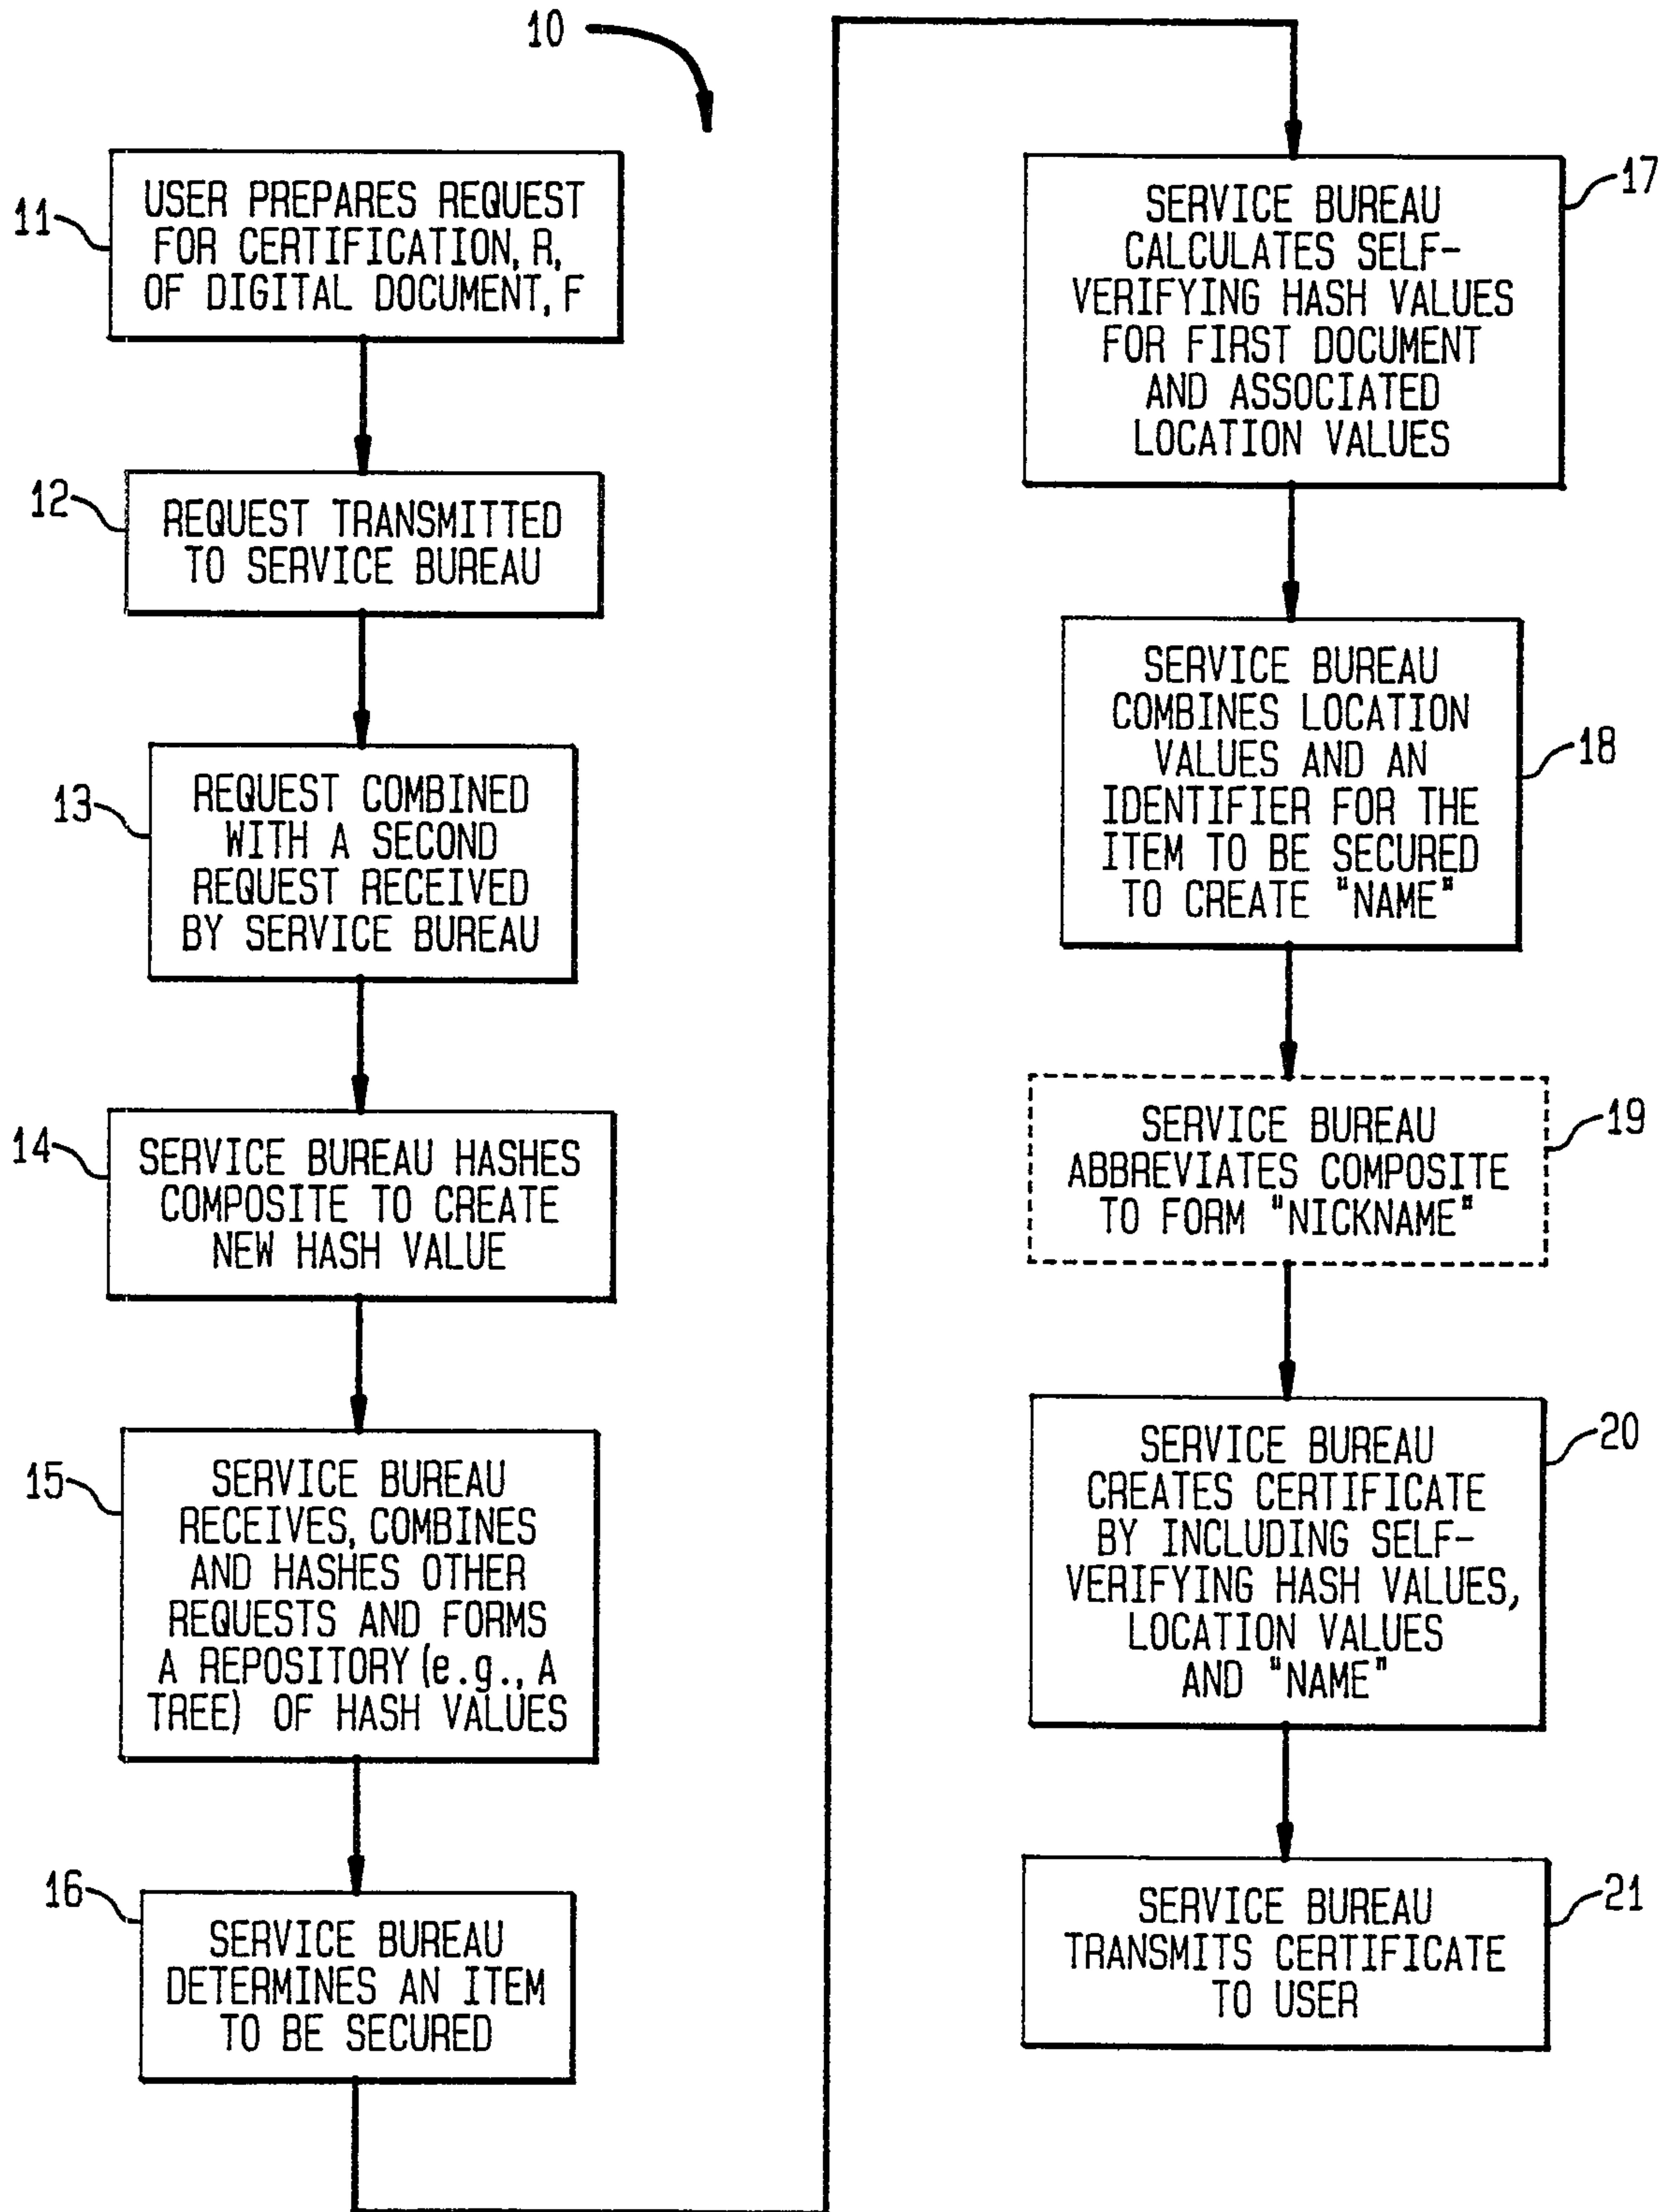 10
11
USER PREPARES REQUEST
FOR CERTIFICATION, R,
OF DIGITAL DOCUMENT, F
12
REQUEST TRANSMITTED
TO SERVICE BUREAU
13
REQUEST COMBINED
WITH A SECOND
REQUEST RECEIVED
BY SERVICE BUREAU
14
SERVICE BUREAU HASHES
COMPOSITE TO CREATE
NEW HASH VALUE
15
SERVICE BUREAU
RECEIVES, COMBINES
AND HASHES OTHER
REQUESTS AND FORMS
A REPOSITORY (e.g., A
TREE) OF HASH VALUES
16
SERVICE BUREAU
DETERMINES AN ITEM
TO BE SECURED
17
SERVICE BUREAU
CALCULATES SELF-
VERIFYING HASH VALUES
FOR FIRST DOCUMENT
AND ASSOCIATED
LOCATION VALUES
18
SERVICE BUREAU
COMBINES LOCATION
VALUES AND AN
IDENTIFIER FOR THE
ITEM TO BE SECURED
TO CREATE "NAME"
19
SERVICE BUREAU
ABBREVIATES COMPOSITE
TO FORM "NICKNAME"
20
SERVICE BUREAU
CREATES CERTIFICATE
BY INCLUDING SELF-
VERIFYING HASH VALUES,
LOCATION VALUES
AND "NAME"
21
SERVICE BUREAU
TRANSMITS CERTIFICATE
TO USER